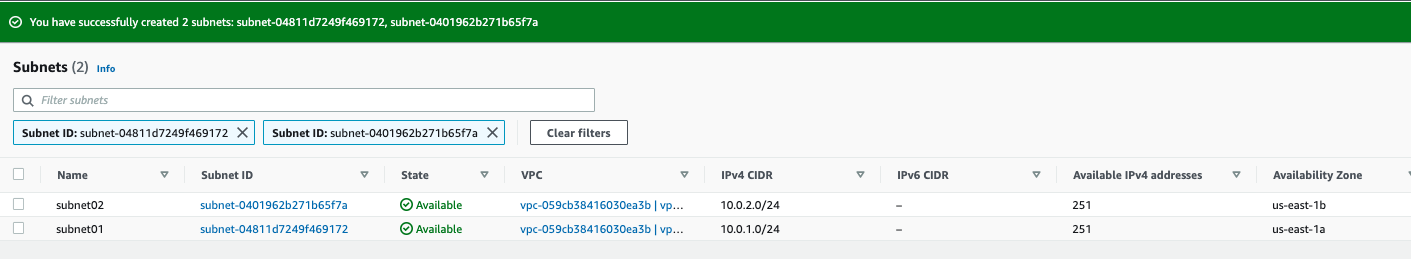 You have successfully created 2 subnets: subnet-04811d7249f469172, subnet-0401962b271b65f7a
Subnets (2) Info
Filter subnets
Subnet ID: subnet-04811d7249f469172 Subnet ID: subnet-0401962b271b65f7a Clear filters
Name Subnet ID State VPC IPv4 CIDR IPv6 CIDR Available IPv4 addresses Availability Zone
subnet02 subnet-0401962b271b65f7a Available vpc-059cb38416030ea3b | vp... 10.0.2.0/24 – 251 us-east-1b
subnet01 subnet-04811d7249f469172 Available vpc-059cb38416030ea3b | vp... 10.0.1.0/24 – 251 us-east-1a